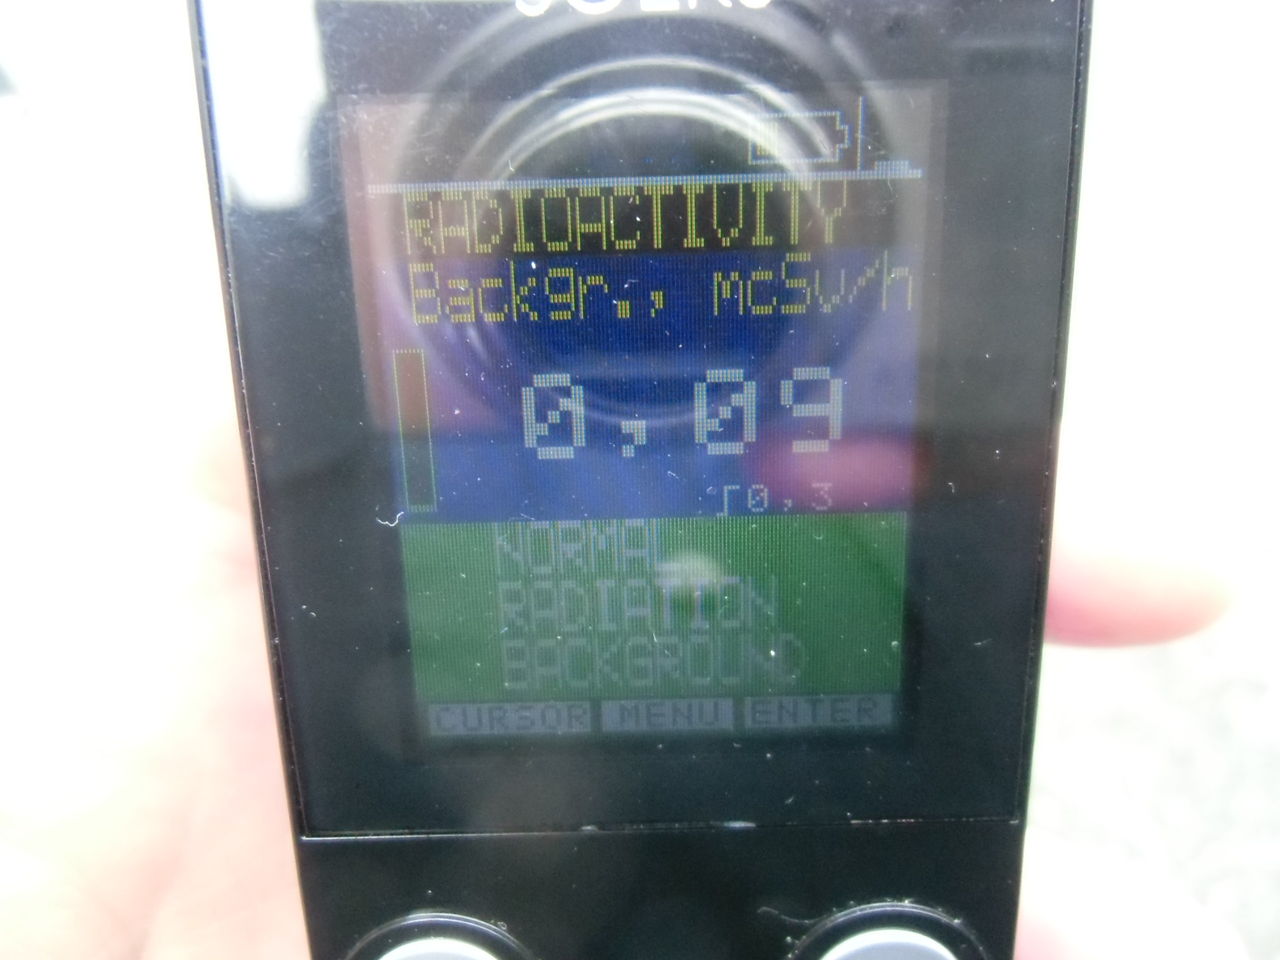 RADIOACTIVITY
Backgr., mcSv/h
0,09
∫0,3
NORMAL
RADIATION
BACKGROUND
CURSOR MENU ENTER